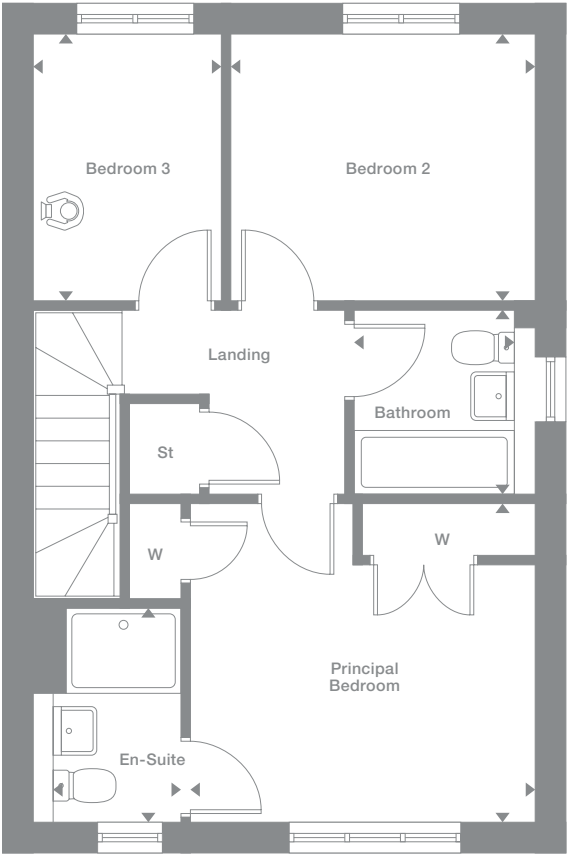 Bedroom 3
Bedroom 2
Landing
Bathroom
St
W
W
Principal
Bedroom
En-Suite